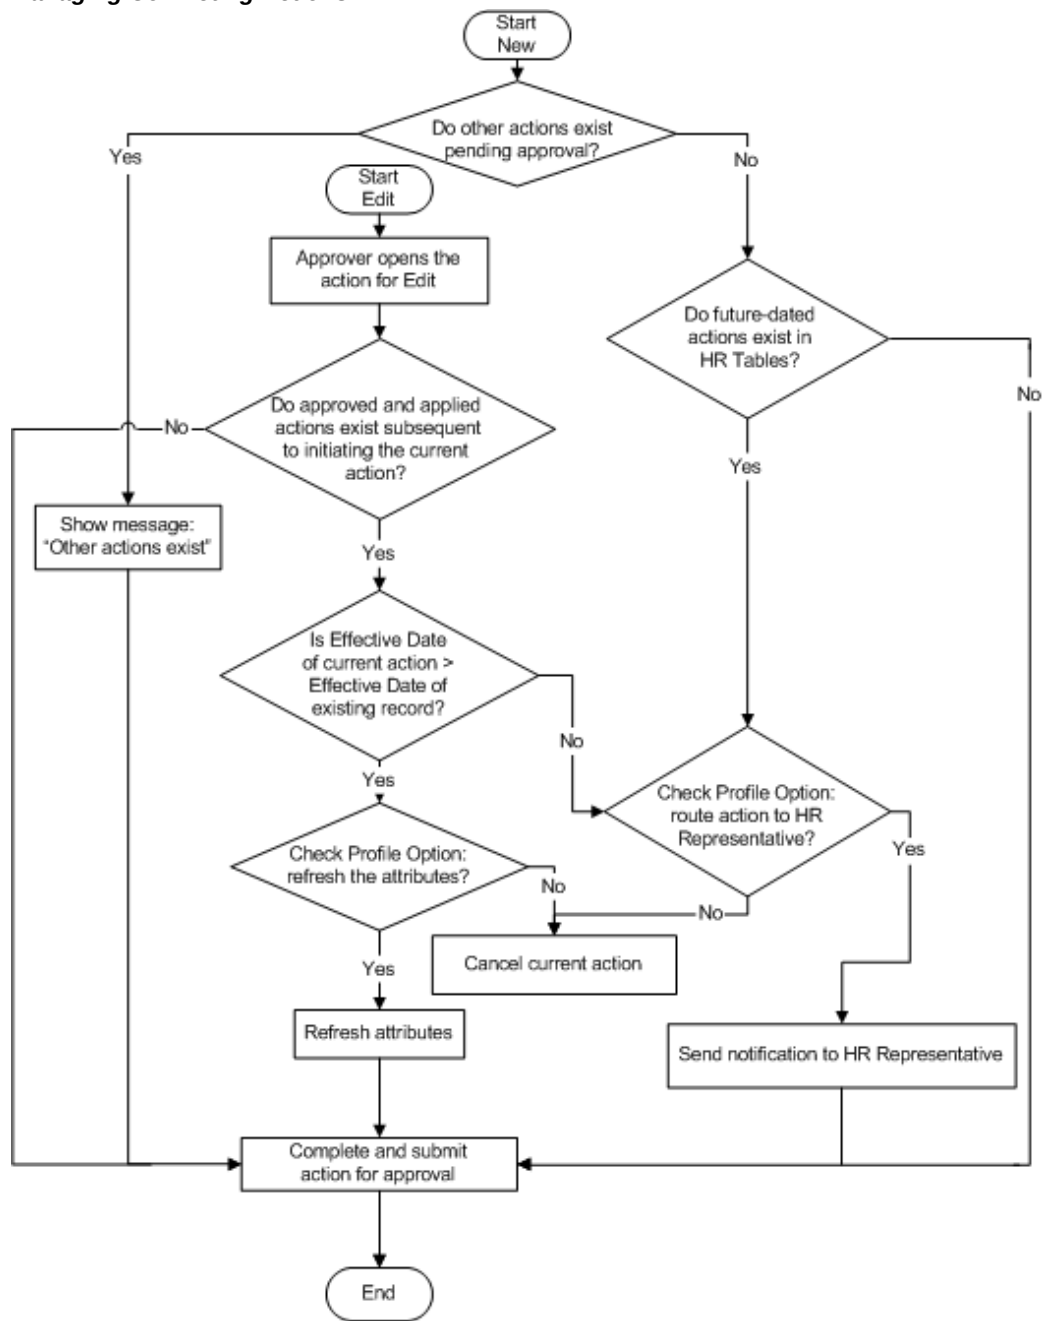 Start
New
Do other actions exist
pending approval?
Yes
No
Start
Edit
Approver opens the
action for Edit
Do future-dated
actions exist in
HR Tables?
No
Do approved and applied
actions exist subsequent
to initiating the current
action?
No
Yes
Show message:
“Other actions exist”
Yes
Is Effective Date
of current action >
Effective Date of
existing record?
No
Yes
Check Profile Option:
route action to HR
Representative?
Yes
Check Profile Option:
refresh the attributes?
No
No
Cancel current action
Yes
Refresh attributes
Send notification to HR Representative
Complete and submit
action for approval
End